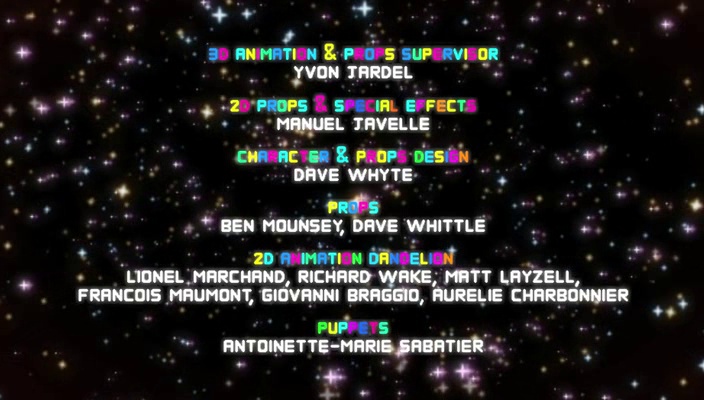 3D ANIMATION & PROPS SUPERVISOR
YVON JARDEL
2D PROPS & SPECIAL EFFECTS
MANUEL JAVELLE
CHARACTER & PROPS DESIGN
DAVE WHYTE
PROPS
BEN MOUNSEY, DAVE WHITTLE
2D ANIMATION DANDELION
LIONEL MARCHAND, RICHARD WAKE, MATT LAYZELL,
FRANCOIS MAUMONT, GIOVANNI BRAGGIO, AURELIE CHARBONNIER
PUPPETS
ANTOINETTE-MARIE SABATIER